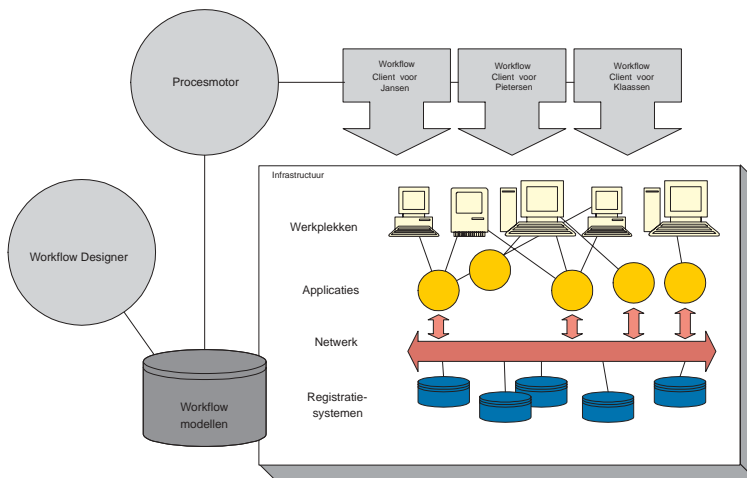 Procesmotor
Workflow
Client voor
Jansen
Workflow
Client voor
Pietersen
Workflow
Client voor
Klaassen
Infrastructuur
Werkplekken
Workflow Designer
Applicaties
Netwerk
Workflow
modellen
Registratie-
systemen